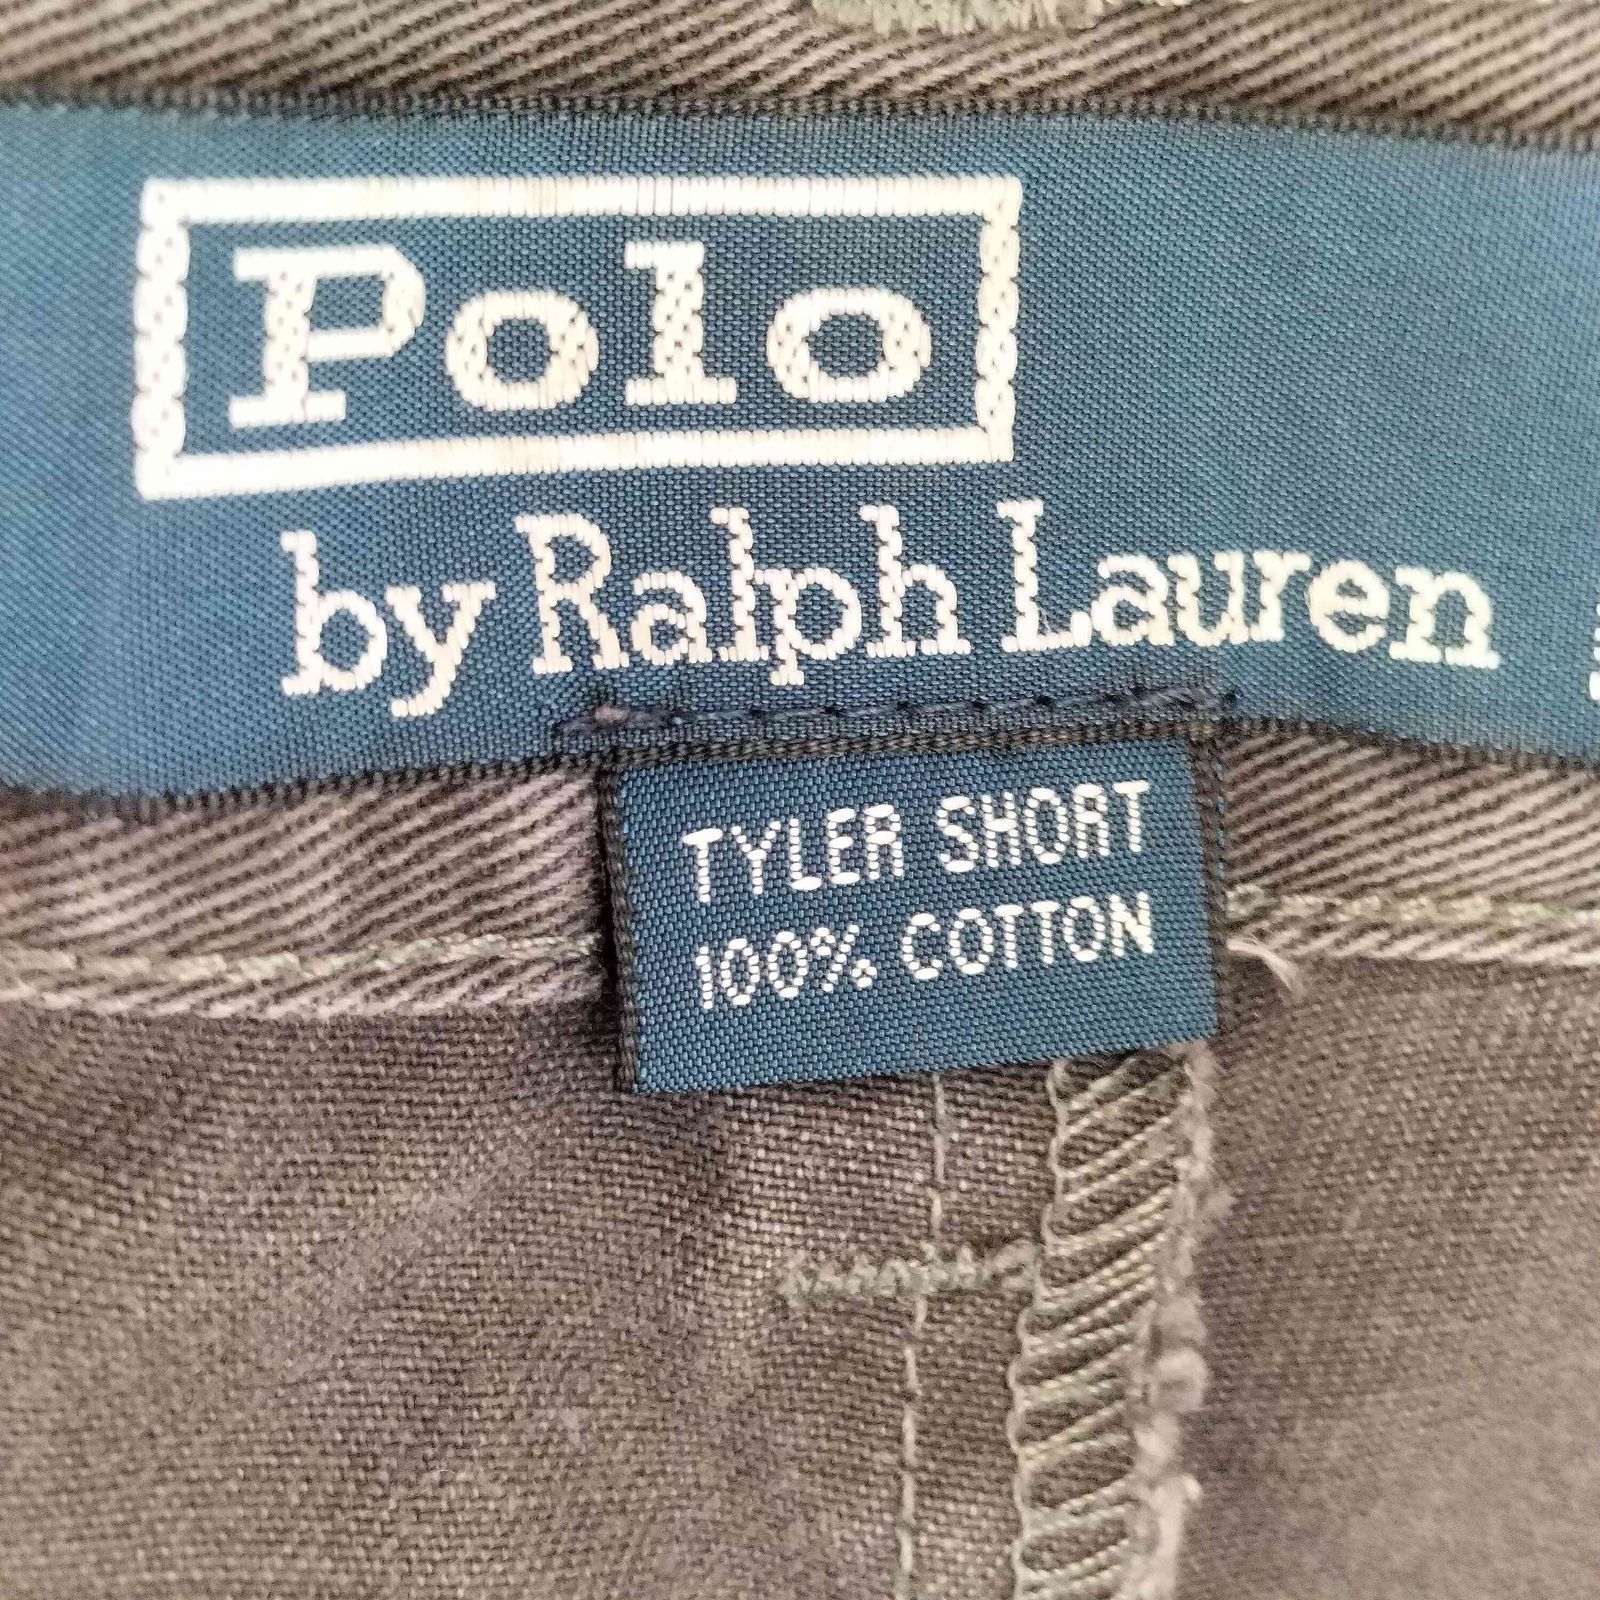 Polo
by Ralph Lauren
TYLER SHORT
100% COTTON